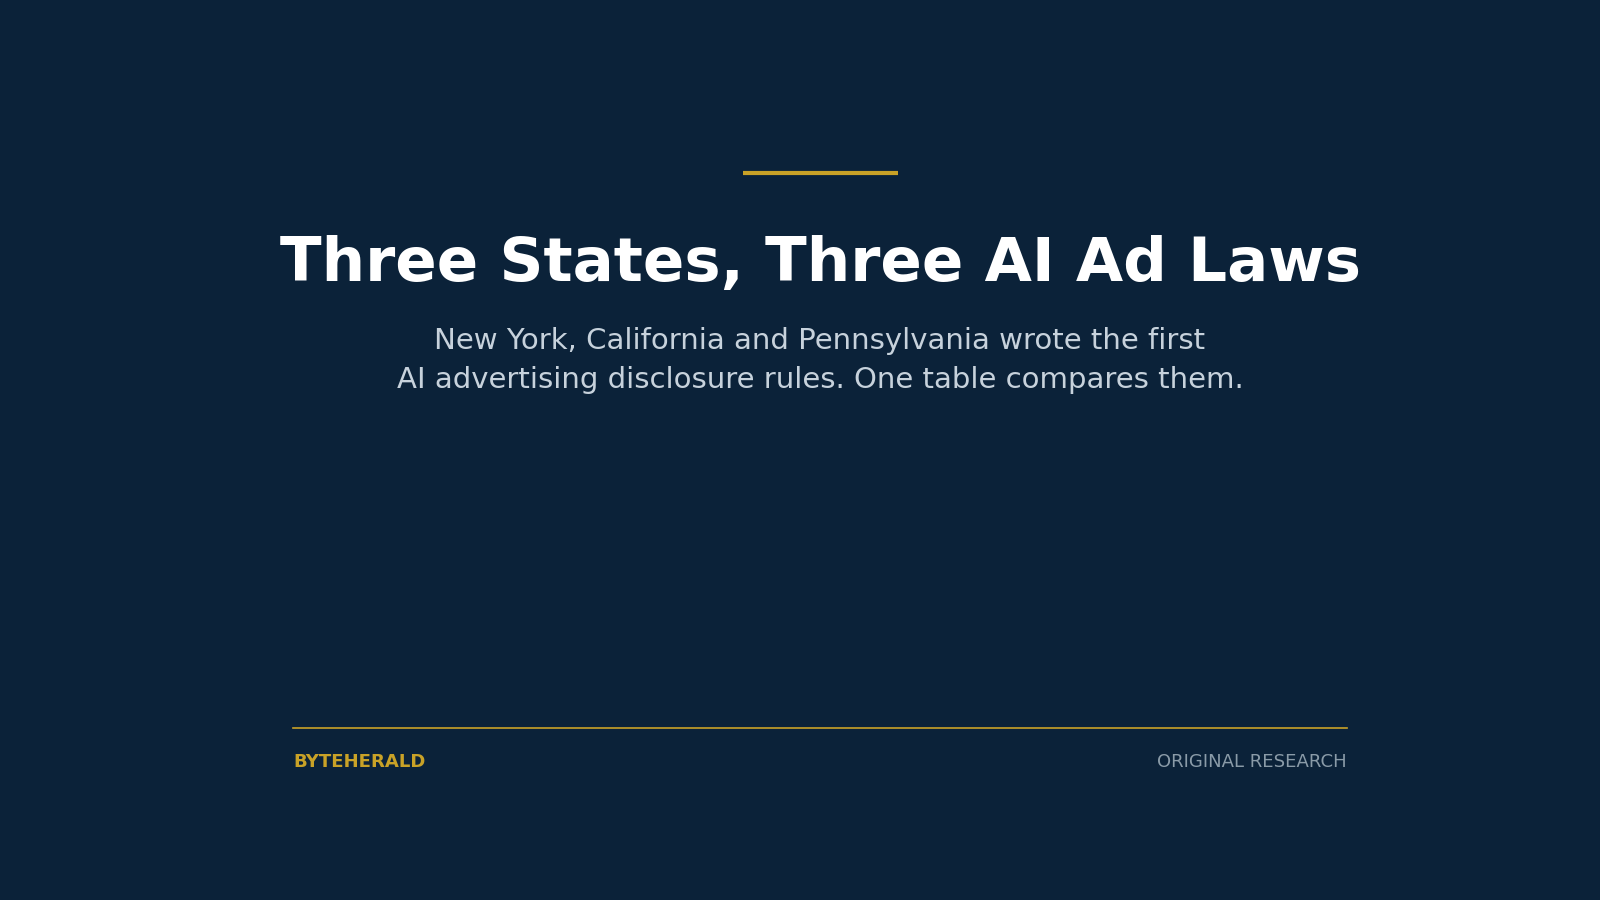 Three States, Three AI Ad Laws
New York, California and Pennsylvania wrote the first
AI advertising disclosure rules. One table compares them.
BYTEHERALD
ORIGINAL RESEARCH